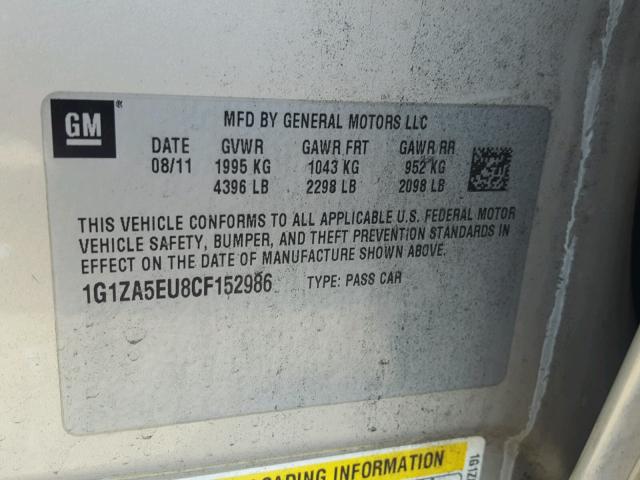 GM®
MFD BY GENERAL MOTORS LLC
DATE GVWR GAWR FRT GAWR RR
08/11 1995 KG 1043 KG 952 KG
4396 LB 2298 LB 2098 LB
THIS VEHICLE CONFORMS TO ALL APPLICABLE U.S. FEDERAL MOTOR
VEHICLE SAFETY, BUMPER, AND THEFT PREVENTION STANDARDS IN
EFFECT ON THE DATE OF MANUFACTURE SHOWN ABOVE.
1G1ZA5EU8CF152986 TYPE: PASS CAR
LOADING INFORMATION
1G1Z